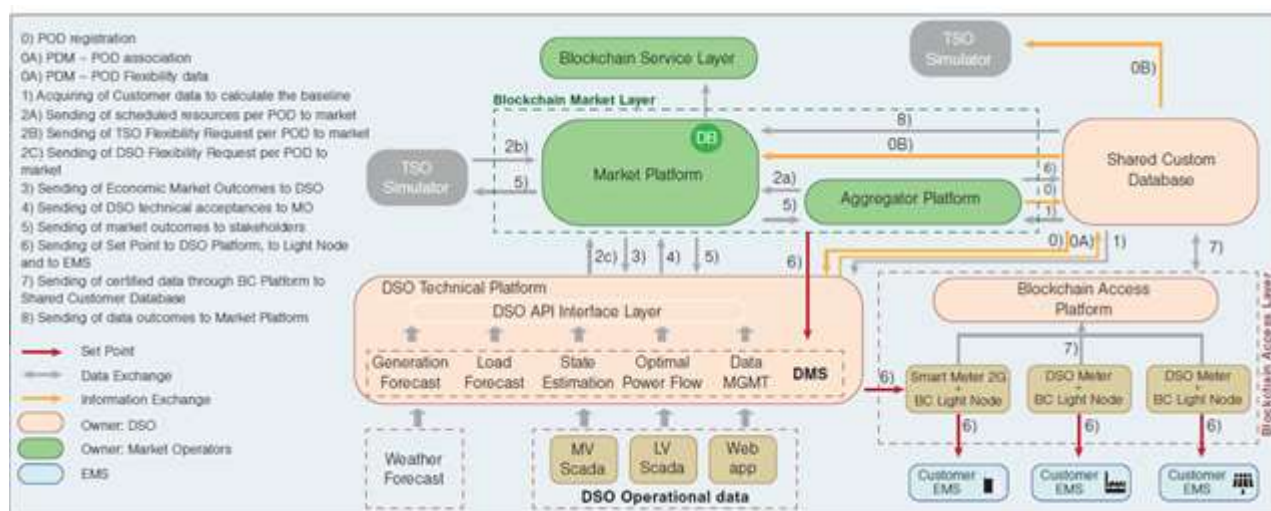 0) POD registration
0A) PDM – POD association
0A) PDM – POD Flexibility data
1) Acquiring of Customer data to calculate the baseline
2A) Sending of scheduled resources per POD to market
2B) Sending of TSO Flexibility Request per POD to market
2C) Sending of DSO Flexibility Request per POD to
market
3) Sending of Economic Market Outcomes to DSO
4) Sending of DSO technical acceptances to MO
5) Sending of market outcomes to stakeholders
6) Sending of Set Point to DSO Platform, to Light Node
and to EMS
7) Sending of certified data through BC Platform to
Shared Customer Database
8) Sending of data outcomes to Market Platform
Set Point
Data Exchange
Information Exchange
Owner: DSO
Owner: Market Operators
EMS
TSO
Simulator
0B)
Blockchain Service Layer
Blockchain Market Layer
DB
Market Platform
8)
0B)
Shared Custom
Database
TSO
Simulator
2b)
5)
2a)
5)
Aggregator Platform
6)
0)
1)
2c)
3)
4)
5)
6)
0)
0A)
1)
7)
DSO Technical Platform
DSO API Interface Layer
Generation
Forecast
Load
Forecast
State
Estimation
Optimal
Power Flow
Data
MGMT
DMS
Weather
Forecast
MV
Scada
LV
Scada
Web
app
DSO Operational data
Blockchain Access Layer
Blockchain Access
Platform
7)
6)
Smart Meter 2G
+
BC Light Node
DSO Meter
+
BC Light Node
DSO Meter
+
BC Light Node
6)
6)
6)
Customer
EMS
Customer
EMS
Customer
EMS